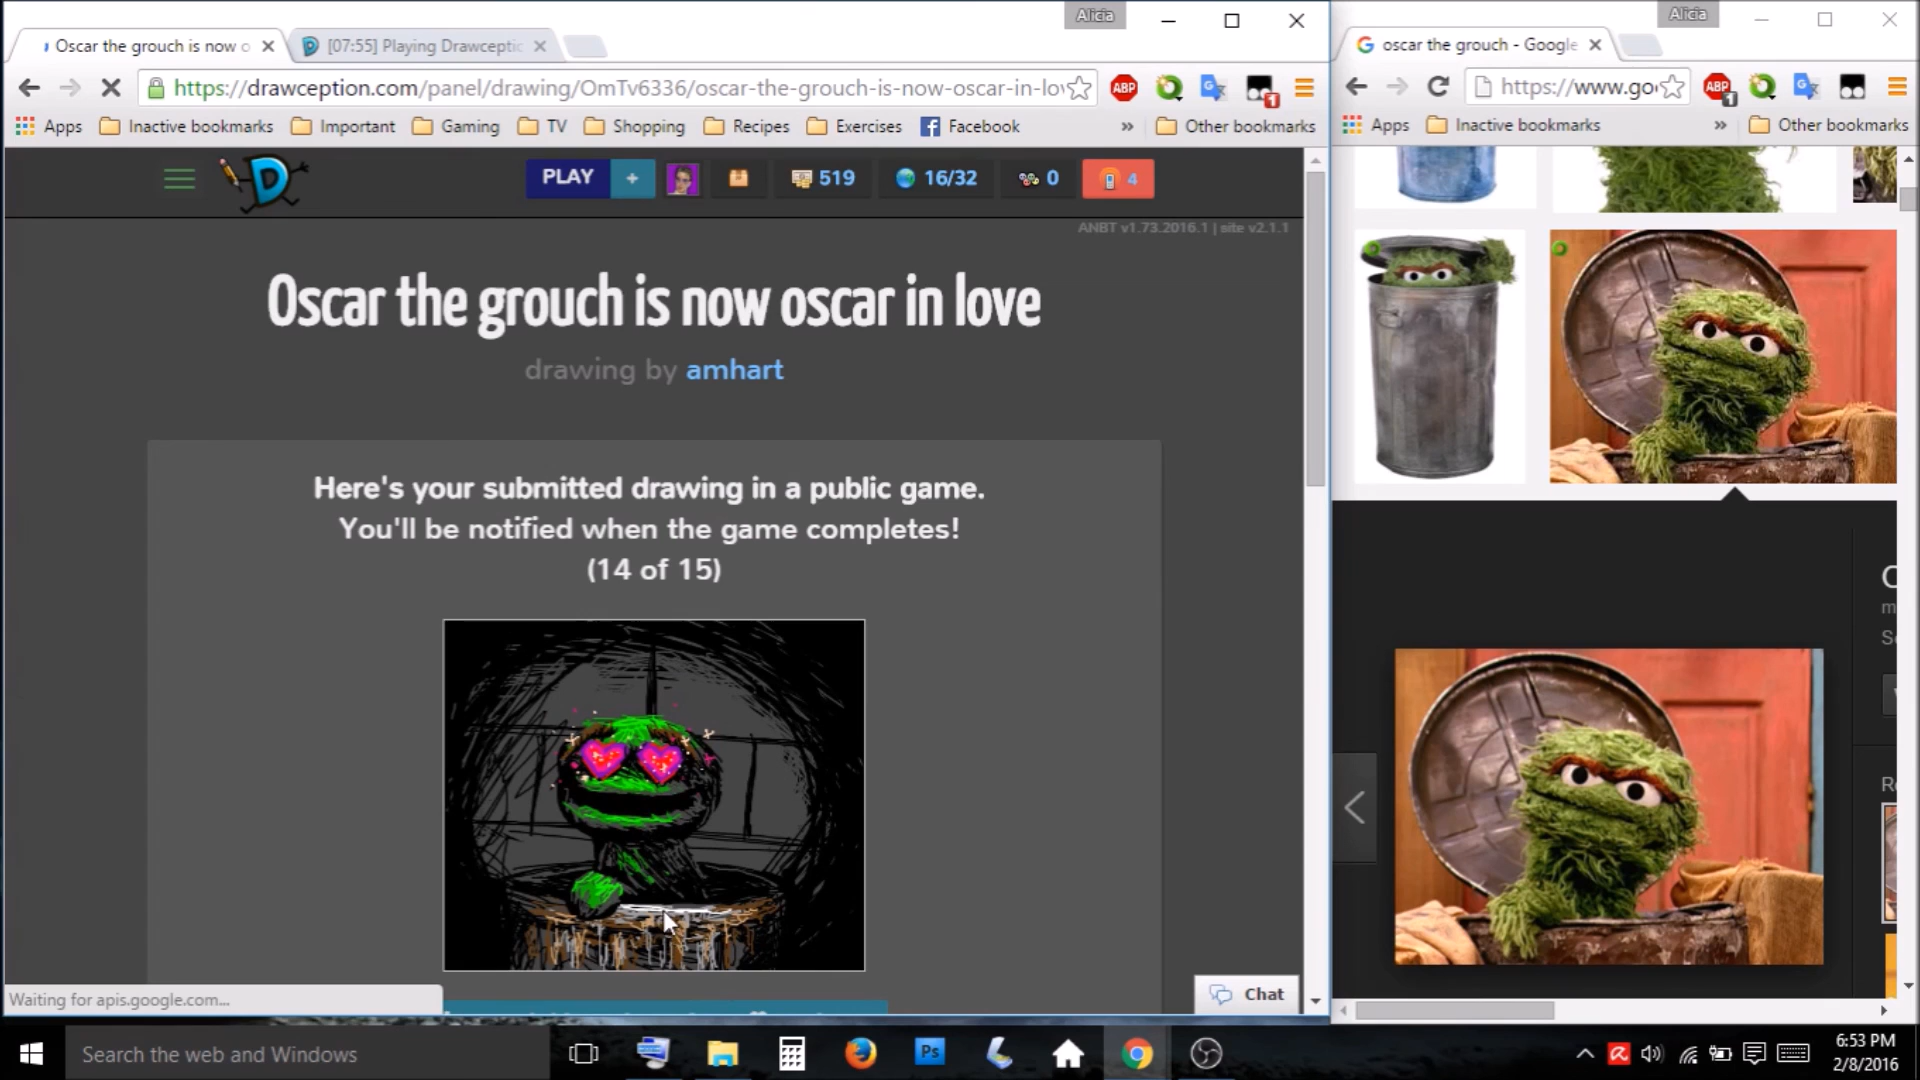 Alicia
Oscar the grouch is now o
[07:55] Playing Drawceptic
https://drawception.com/panel/drawing/OmTv6336/oscar-the-grouch-is-now-oscar-in-lov
ABP
1
Apps
Inactive bookmarks
Important
Gaming
TV
Shopping
Recipes
Exercises
Facebook
»
Other bookmarks
D
PLAY
+
519
16/32
0
4
ANBT v1.73.2016.1 | site v2.1.1
Oscar the grouch is now oscar in love
drawing by amhart
Here's your submitted drawing in a public game.
You'll be notified when the game completes!
(14 of 15)
Waiting for apis.google.com...
Chat
Alicia
oscar the grouch - Google
https://www.go
ABP
1
Apps
Inactive bookmarks
»
Other bookmarks
Search the web and Windows
Ps
6:53 PM
2/8/2016